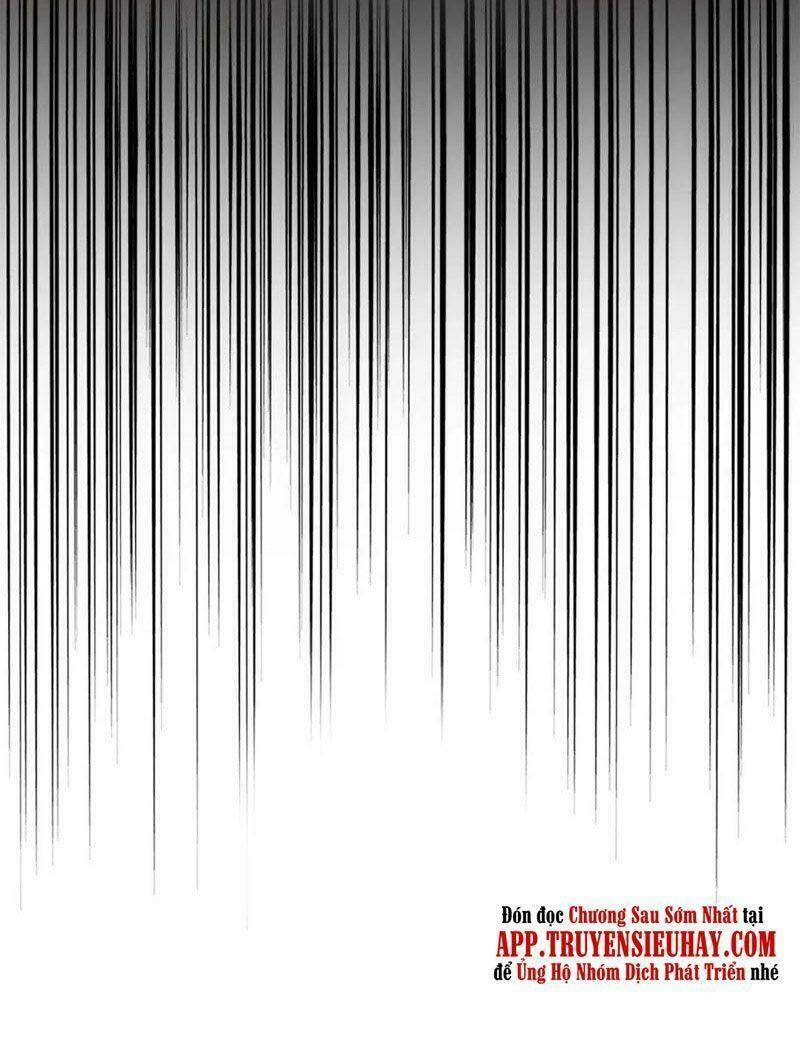 Đón đọc Chương Sau Sớm Nhất tại
APP.TRUYENSIEUHAY.COM
để Ủng Hộ Nhóm Dịch Phát Triển nhé